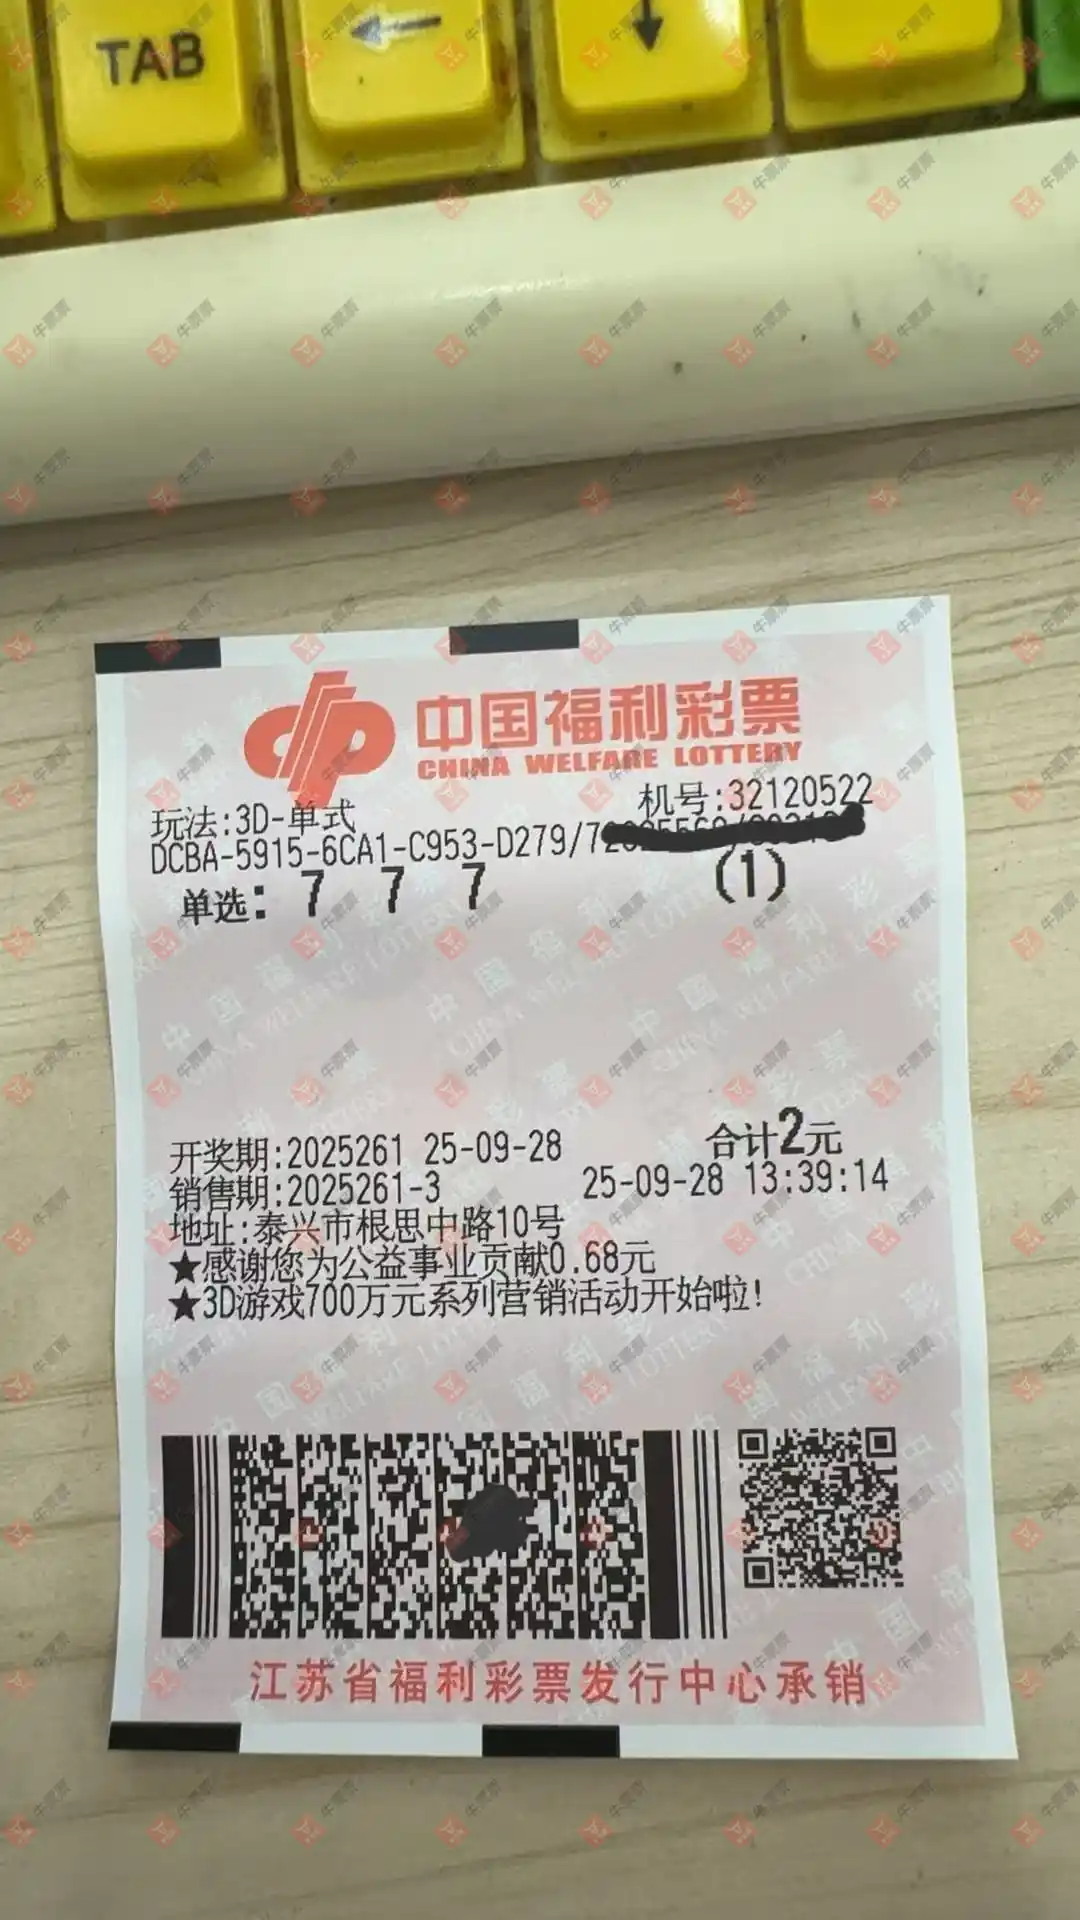 TAB
←
↓
中国福利彩票
CHINA WELFARE LOTTERY
玩法:3D-单式
机号:32120522
DCBA-5915-6CA1-C953-D279/
单选: 7 7 7 (1)
开奖期:2025261 25-09-28
合计2元
销售期:2025261-3
25-09-28 13:39:14
地址:泰兴市根思中路10号
★感谢您为公益事业贡献0.68元
★3D游戏700万元系列营销活动开始啦!
江苏省福利彩票发行中心承销
牛票票